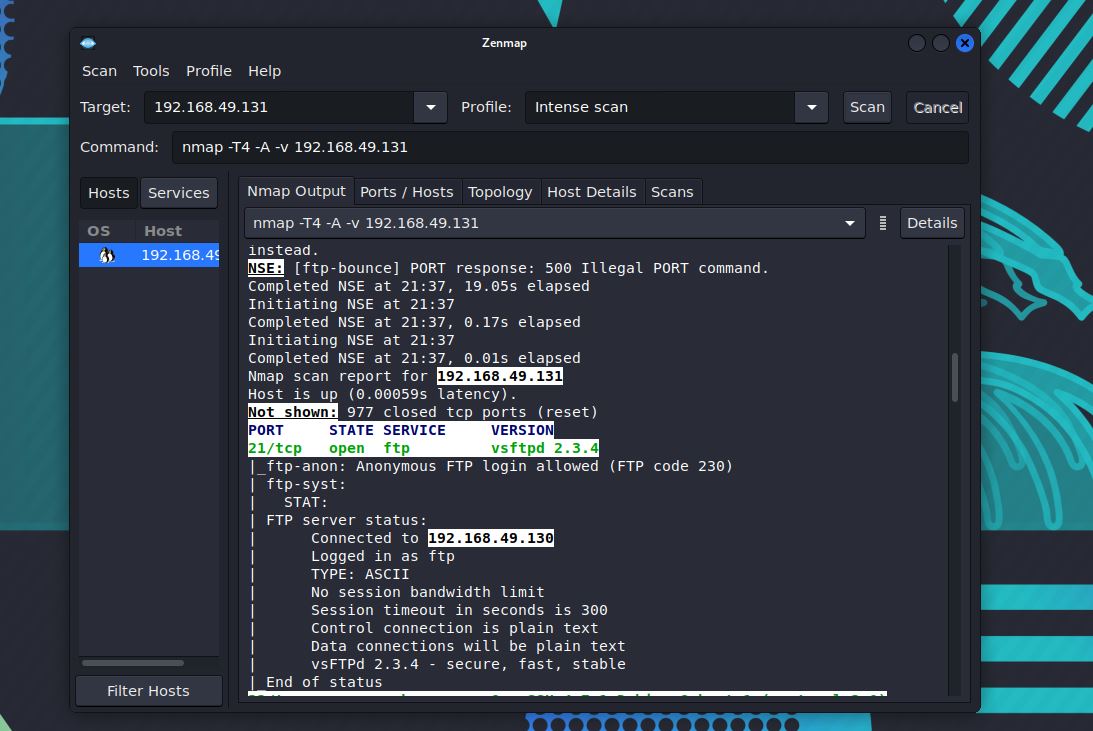 Zenmap
Scan Tools Profile Help
Target: 192.168.49.131 Profile: Intense scan Scan Cancel
Command: nmap -T4 -A -v 192.168.49.131
Hosts Services
Nmap Output Ports / Hosts Topology Host Details Scans
nmap -T4 -A -v 192.168.49.131 Details
OS Host
192.168.49
instead.
NSE: [ftp-bounce] PORT response: 500 Illegal PORT command.
Completed NSE at 21:37, 19.05s elapsed
Initiating NSE at 21:37
Completed NSE at 21:37, 0.17s elapsed
Initiating NSE at 21:37
Completed NSE at 21:37, 0.01s elapsed
Nmap scan report for 192.168.49.131
Host is up (0.00059s latency).
Not shown: 977 closed tcp ports (reset)
PORT     STATE SERVICE     VERSION
21/tcp   open  ftp         vsftpd 2.3.4
|_ftp-anon: Anonymous FTP login allowed (FTP code 230)
| ftp-syst:
|   STAT:
| FTP server status:
|      Connected to 192.168.49.130
|      Logged in as ftp
|      TYPE: ASCII
|      No session bandwidth limit
|      Session timeout in seconds is 300
|      Control connection is plain text
|      Data connections will be plain text
|      vsFTPd 2.3.4 - secure, fast, stable
|_End of status
Filter Hosts